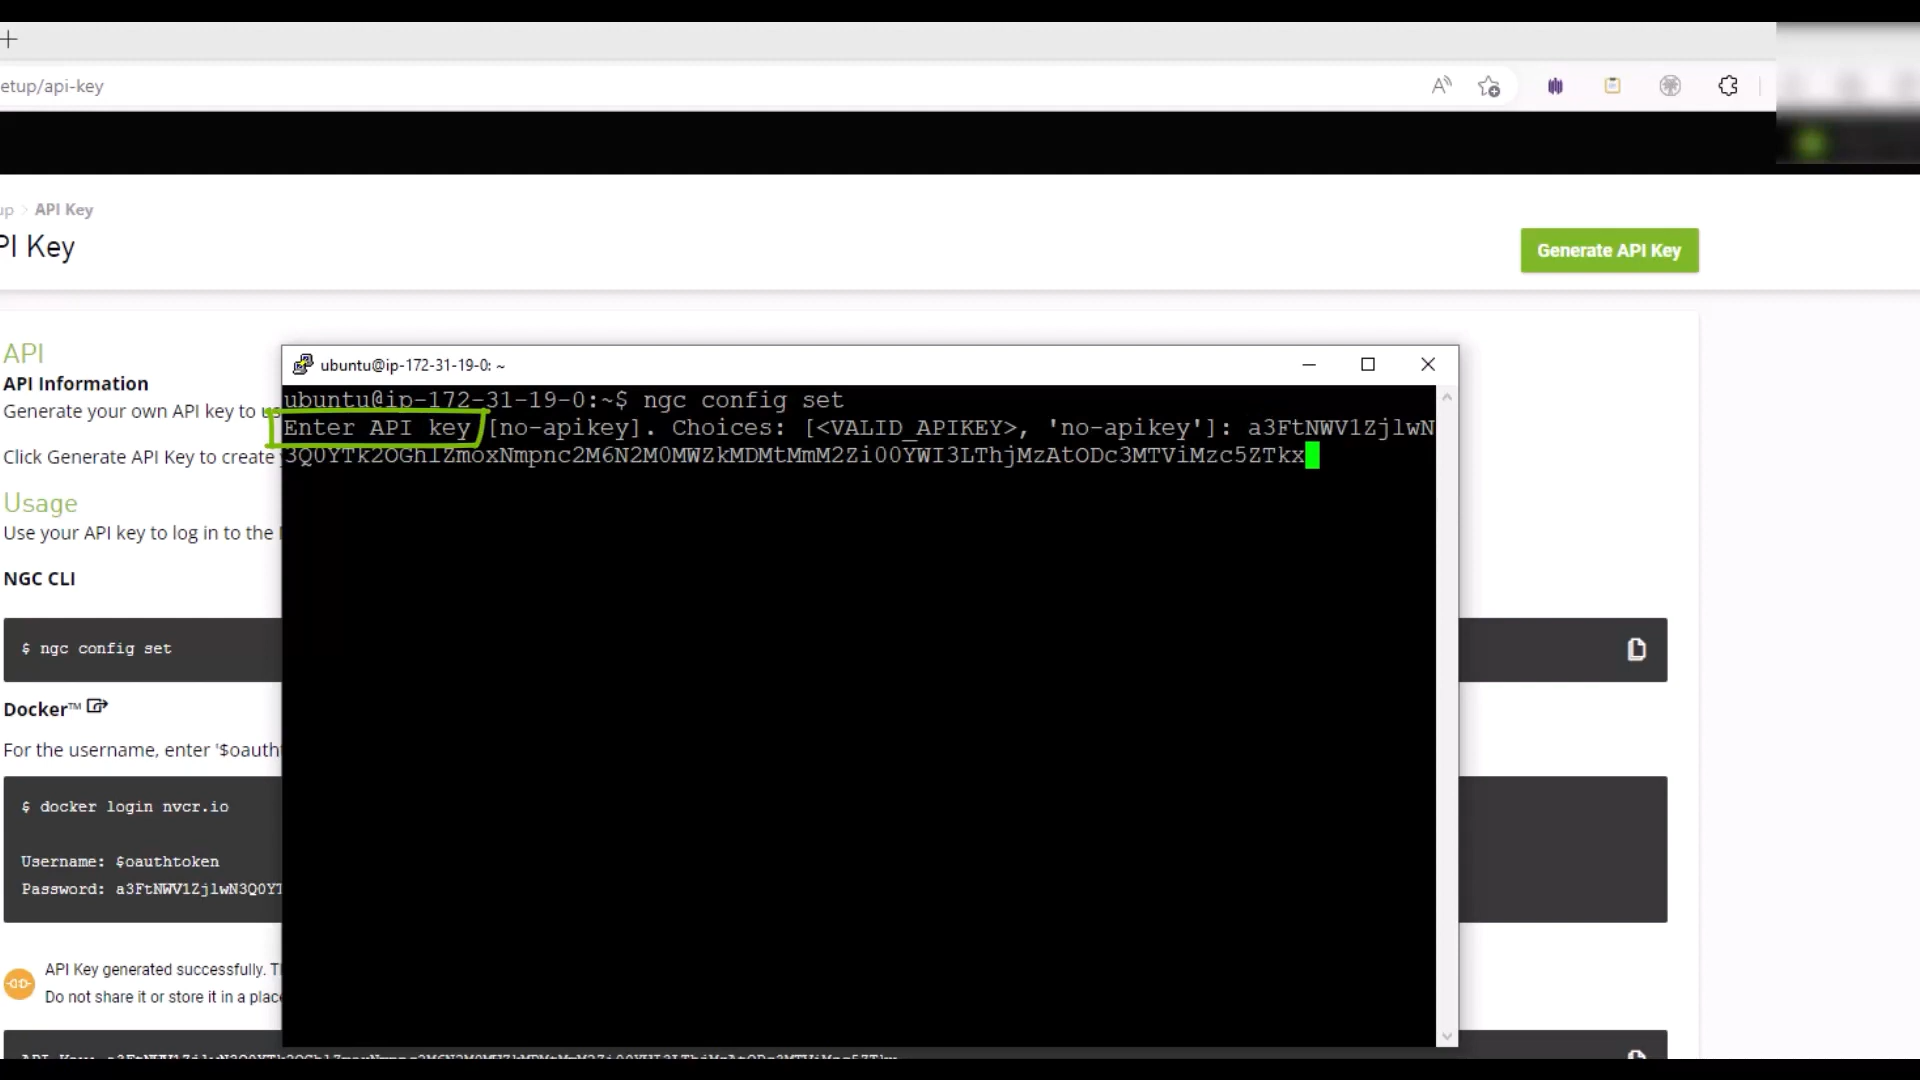 etup/api-key
up > API Key
PI Key
Generate API Key
API
API Information
Generate your own API key to us
Click Generate API Key to create
Usage
Use your API key to log in to the
NGC CLI
$ ngc config set
Docker™
For the username, enter '$oauth
$ docker login nvcr.io
Username: $oauthtoken
Password: a3FtNWV1ZjlwN3Q0YT
API Key generated successfully.
Do not share it or store it in a place
ubuntu@ip-172-31-19-0: ~
ubuntu@ip-172-31-19-0:~$ ngc config set
Enter API key [no-apikey]. Choices: [<VALID_APIKEY>, 'no-apikey']: a3FtNWV1ZjlwN
3Q0YTk2OGhlZmoxNmpnc2M6N2M0MWZkMDMtMmM2Zi00YWI3LThjMzAtODc3MTViMzc5ZTkx